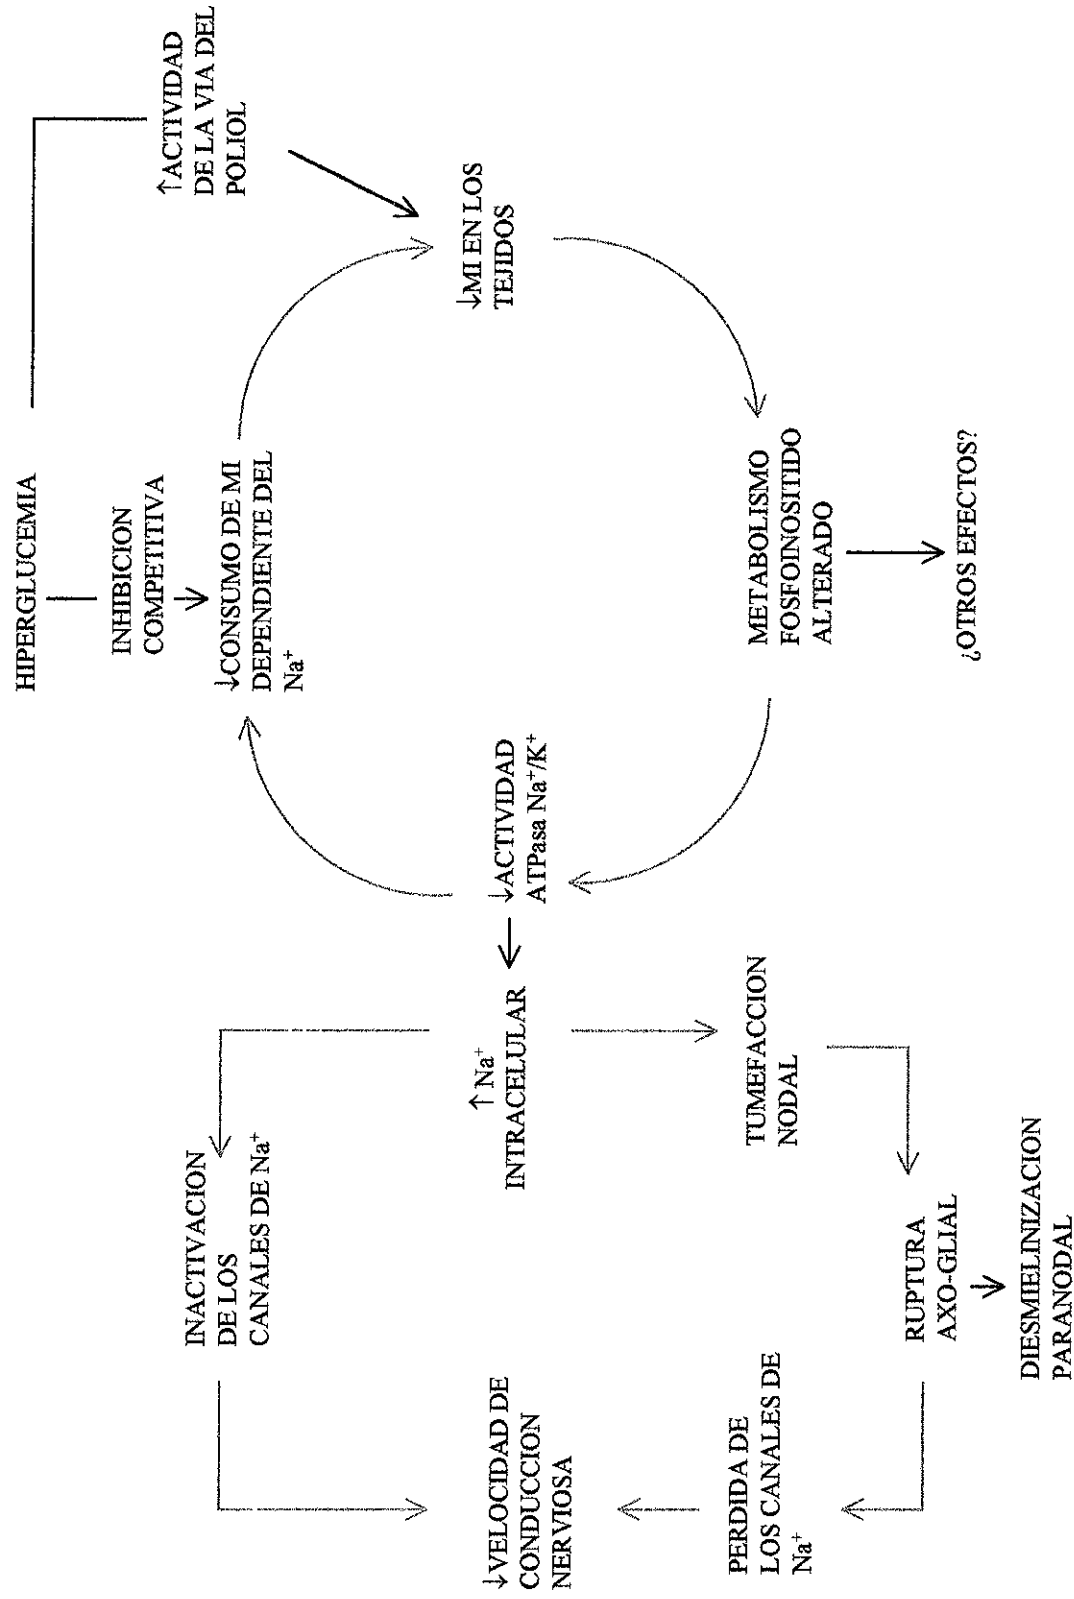 HIPERGLUCEMIA
INHIBICION
COMPETITIVA
↓CONSUMO DE MI
DEPENDIENTE DEL
Na⁺
↑ACTIVIDAD
DE LA VIA DEL
POLIOL
↓MI EN LOS
TEJIDOS
METABOLISMO
FOSFOINOSITIDO
ALTERADO
¿OTROS EFECTOS?
↓ACTIVIDAD
ATPasa Na⁺/K⁺
↑Na⁺
INTRACELULAR
INACTIVACION
DE LOS
CANALES DE Na⁺
TUMEFACCION
NODAL
RUPTURA
AXO-GLIAL
DIESMIELINIZACION
PARANODAL
PERDIDA DE
LOS CANALES DE
Na⁺
↓VELOCIDAD DE
CONDUCCION
NERVIOSA